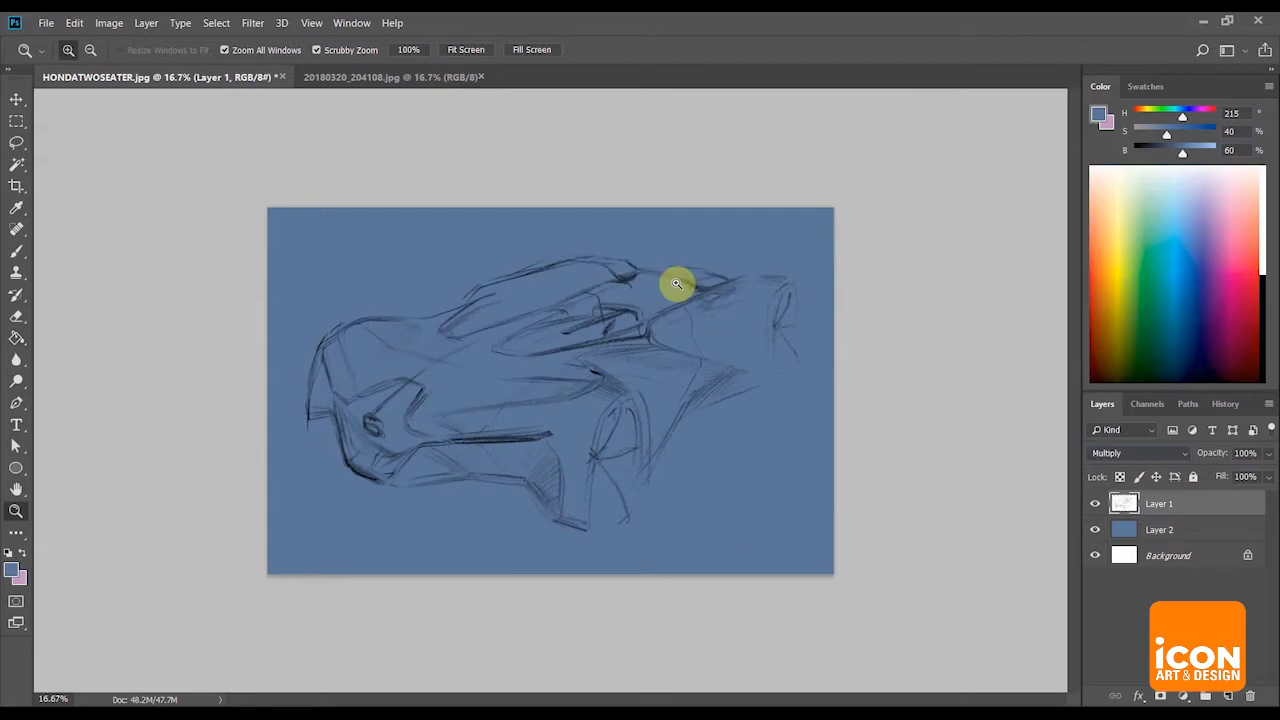 Ps File Edit Image Layer Type Select Filter 3D View Window Help
Resize Windows to Fit Zoom All Windows Scrubby Zoom 100% Fit Screen Fill Screen
HONDATWOSEATER.jpg @ 16.7% (Layer 1, RGB/8#) * 20180320_204108.jpg @ 16.7% (RGB/8)
Color Swatches
H 215 °
S 40 %
B 60 %
6
Layers Channels Paths History
Kind
Multiply Opacity: 100%
Lock: Fill: 100%
Layer 1
Layer 2
Background
iCON
ART & DESIGN
16.67% Doc: 48.2M/47.7M